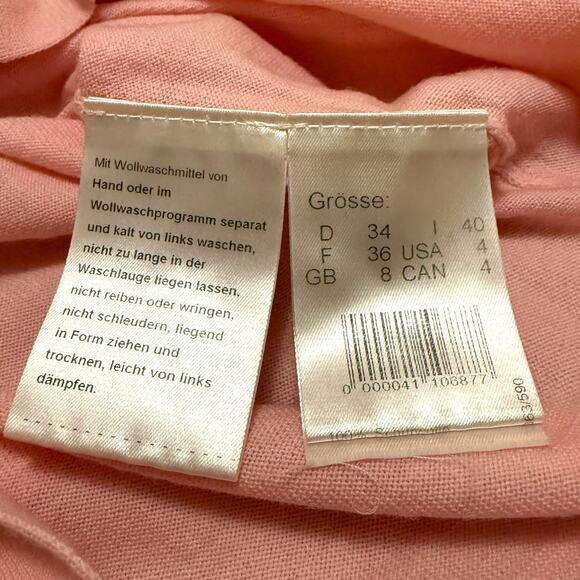 Mit Wollwaschmittel von
Hand oder im
Wollwaschprogramm separat
und kalt von links waschen,
nicht zu lange in der
Waschlauge liegen lassen,
nicht reiben oder wringen,
nicht schleudern, liegend
in Form ziehen und
trocknen, leicht von links
dämpfen.
Grösse:
D 34 I 40
F 36 USA 4
GB 8 CAN 4
0 000041 106877
63/590